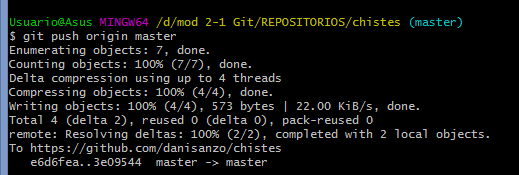 Usuario@Asus MINGW64 /d/mod 2-1 Git/REPOSITORIOS/chistes (master)
$ git push origin master
Enumerating objects: 7, done.
Counting objects: 100% (7/7), done.
Delta compression using up to 4 threads
Compressing objects: 100% (4/4), done.
Writing objects: 100% (4/4), 573 bytes | 22.00 KiB/s, done.
Total 4 (delta 2), reused 0 (delta 0), pack-reused 0
remote: Resolving deltas: 100% (2/2), completed with 2 local objects.
To https://github.com/danisanzo/chistes
   e6d6fea..3e09544  master -> master